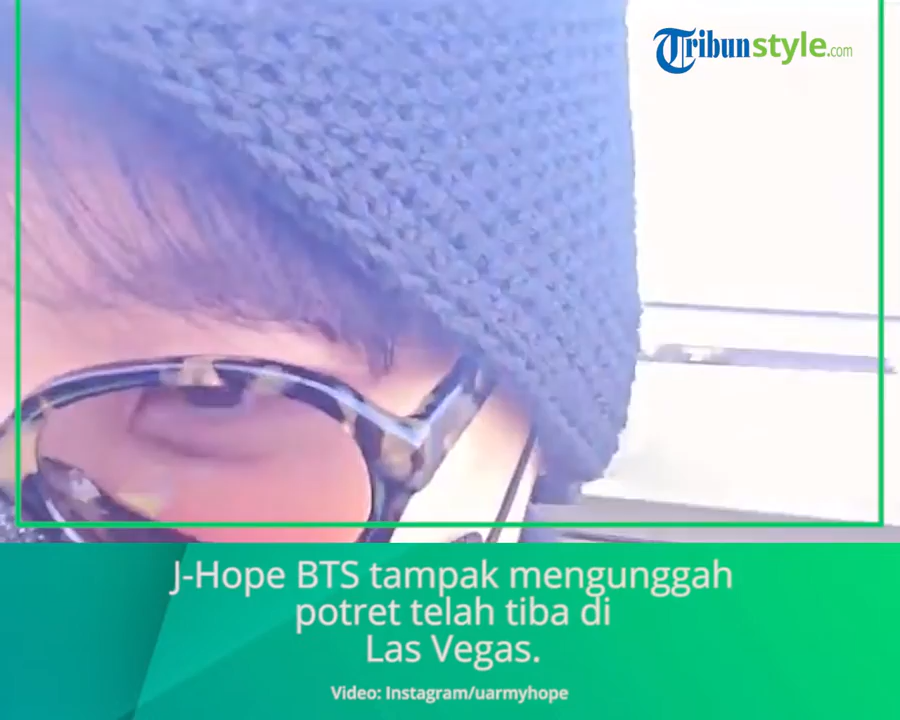 Tribunstyle.com
J-Hope BTS tampak mengunggah
potret telah tiba di
Las Vegas.
Video: Instagram/uarmyhope